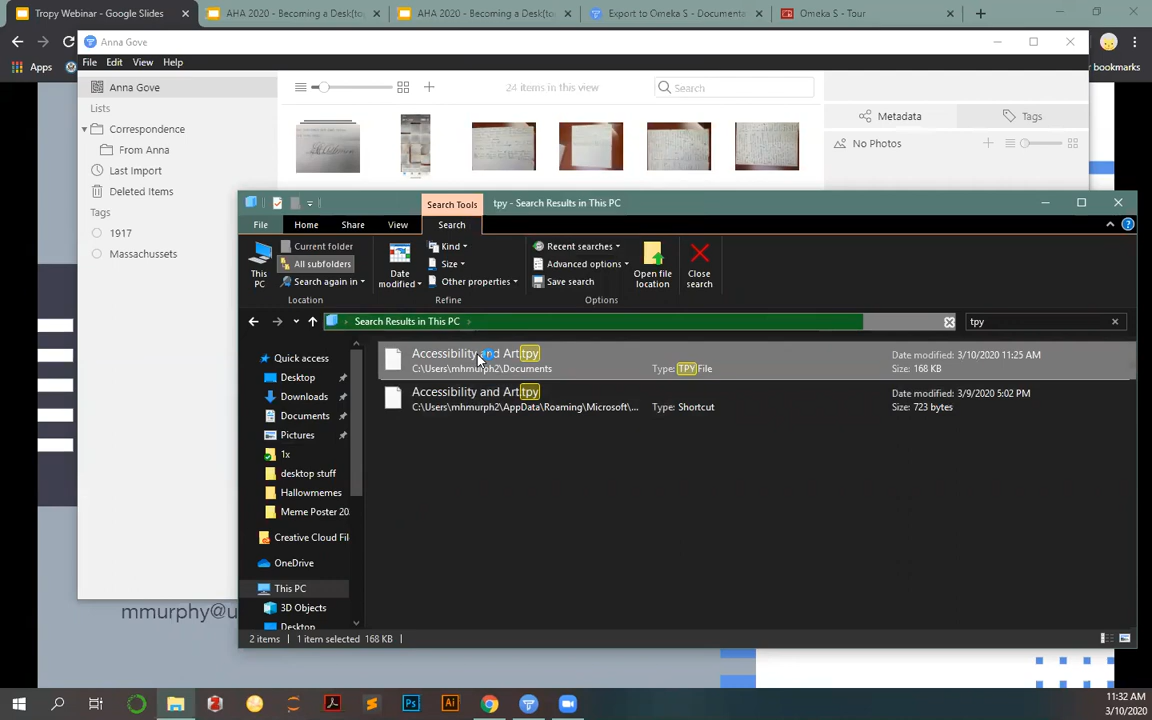 Tropy Webinar - Google Slides
AHA 2020 - Becoming a Desk(to
AHA 2020 - Becoming a Desk(to
Export to Omeka S - Documenta
Omeka S - Tour
Apps
bookmarks
Anna Gove
File Edit View Help
Anna Gove
24 items in this view
Search
Lists
Metadata
Tags
Correspondence
No Photos
From Anna
Last Import
Deleted Items
Tags
1917
Massachussets
Search Tools
tpy - Search Results in This PC
File Home Share View Search
This PC
Current folder
All subfolders
Search again in
Location
Date modified
Kind
Size
Other properties
Refine
Recent searches
Advanced options
Save search
Open file location
Close search
Options
Search Results in This PC
tpy
Quick access
Desktop
Downloads
Documents
Pictures
1x
desktop stuff
Hallowmemes
Meme Poster 20
Creative Cloud Fil
OneDrive
This PC
3D Objects
Desktop
Accessibility and Art.tpy
C:\Users\mhmurph2\Documents
Type: TPY File
Date modified: 3/10/2020 11:25 AM
Size: 168 KB
Accessibility and Art.tpy
C:\Users\mhmurph2\AppData\Roaming\Microsoft\...
Type: Shortcut
Date modified: 3/9/2020 5:02 PM
Size: 723 bytes
2 items 1 item selected 168 KB
mmurphy@u
11:32 AM
3/10/2020